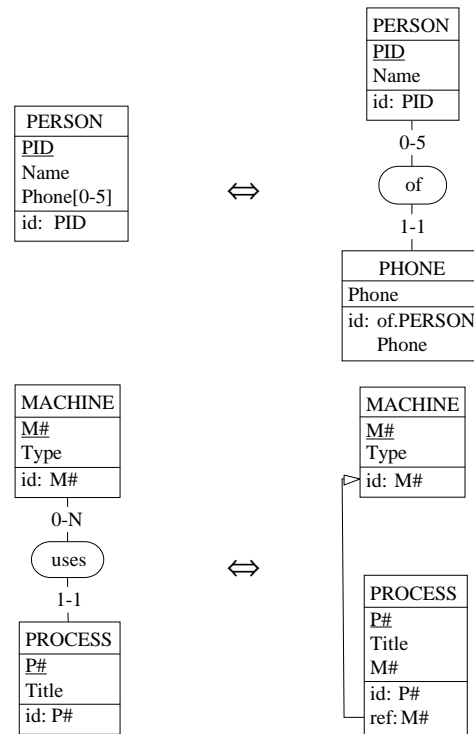 PERSON
PID
Name
Phone[0-5]
id: PID
⇔
PERSON
PID
Name
id: PID
0-5
of
1-1
PHONE
Phone
id: of.PERSON
Phone
MACHINE
M#
Type
id: M#
0-N
uses
1-1
PROCESS
P#
Title
id: P#
⇔
MACHINE
M#
Type
id: M#
PROCESS
P#
Title
M#
id: P#
ref: M#